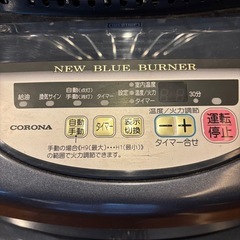 NEW BLUE BURNER
室内温度
設定温度/火力
タイマー
30分
給油
換気サイン
自動(点灯)
手動(消灯)
タイマー
温度/火力調節
CORONA
自動
手動
タイマー
表示
切換
－
＋
運転
停止
タイマー合せ
手動の場合H9(最大)…H1(最小)
の範囲で火力調節できます。